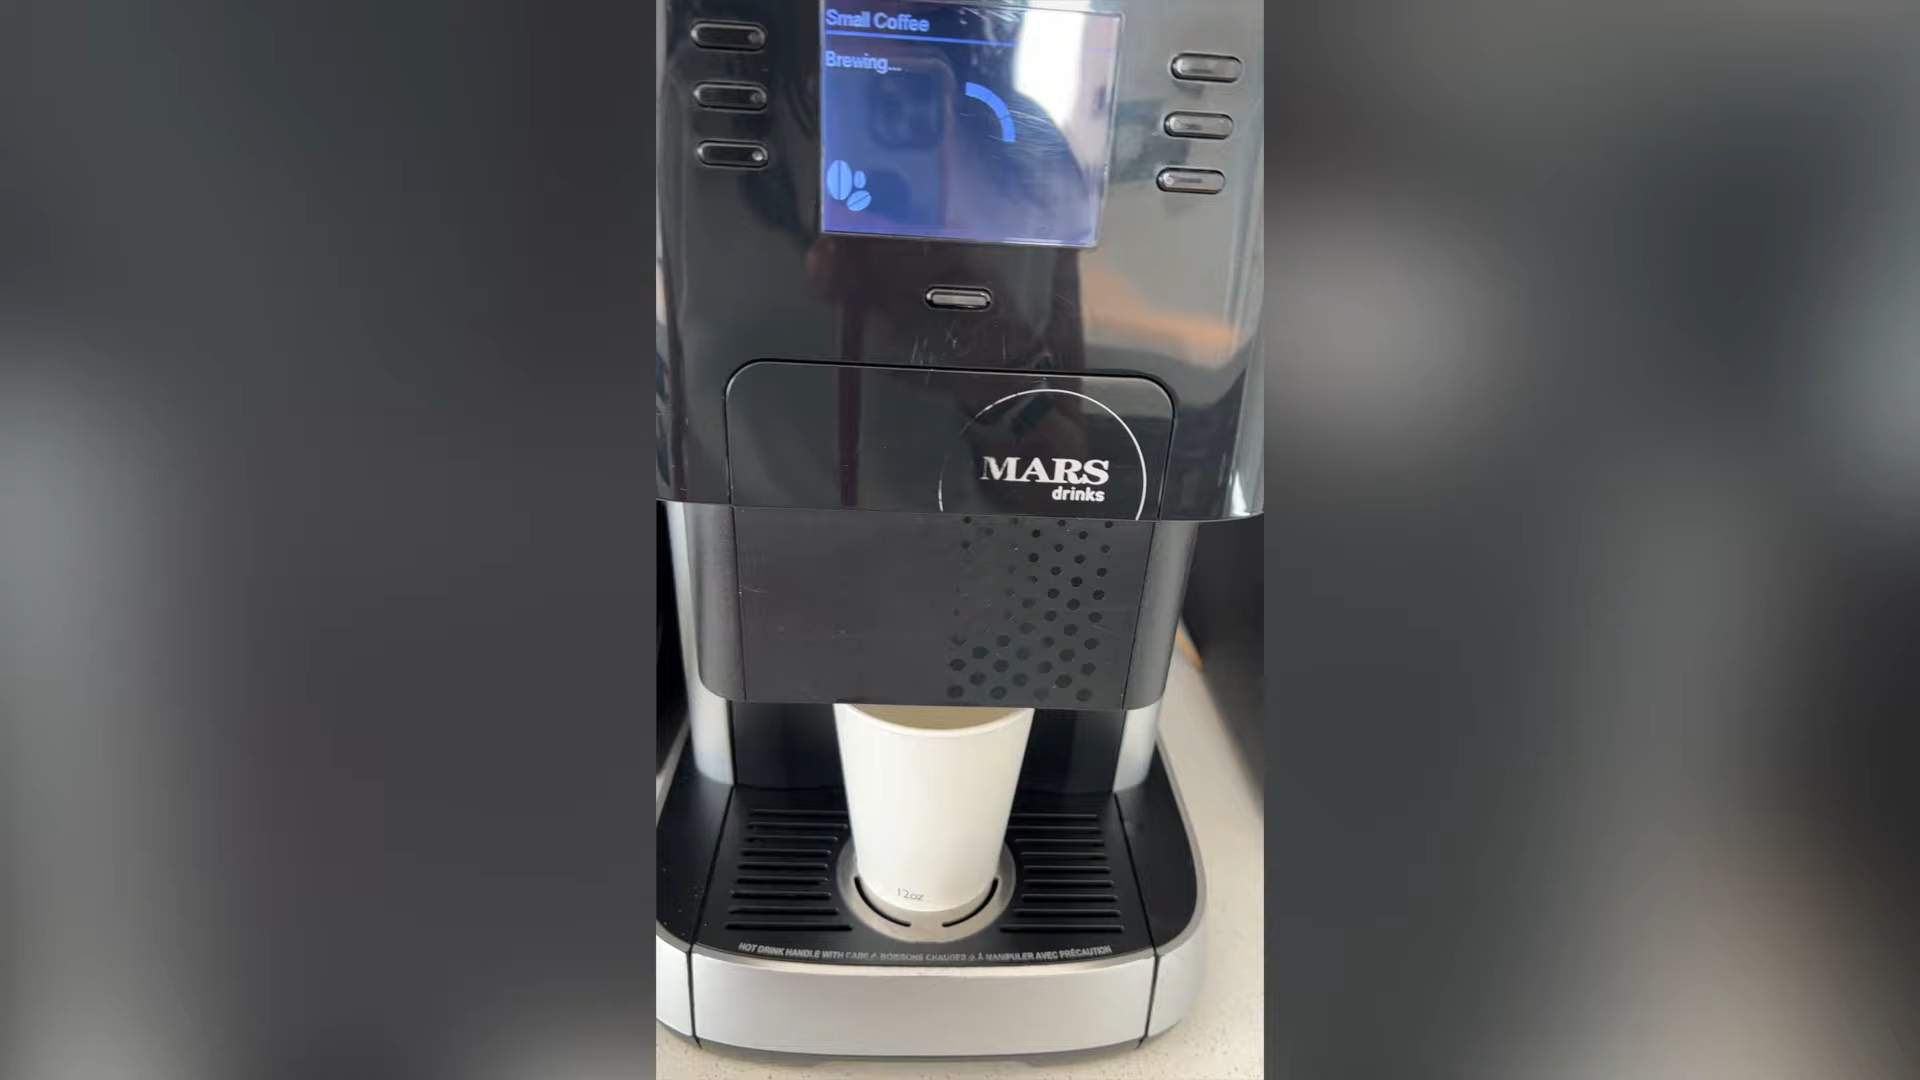 Small Coffee
Brewing...
MARS
drinks
12oz
HOT DRINK HANDLE WITH CARE BOISSONS CHAUDES À MANIPULER AVEC PRÉCAUTION